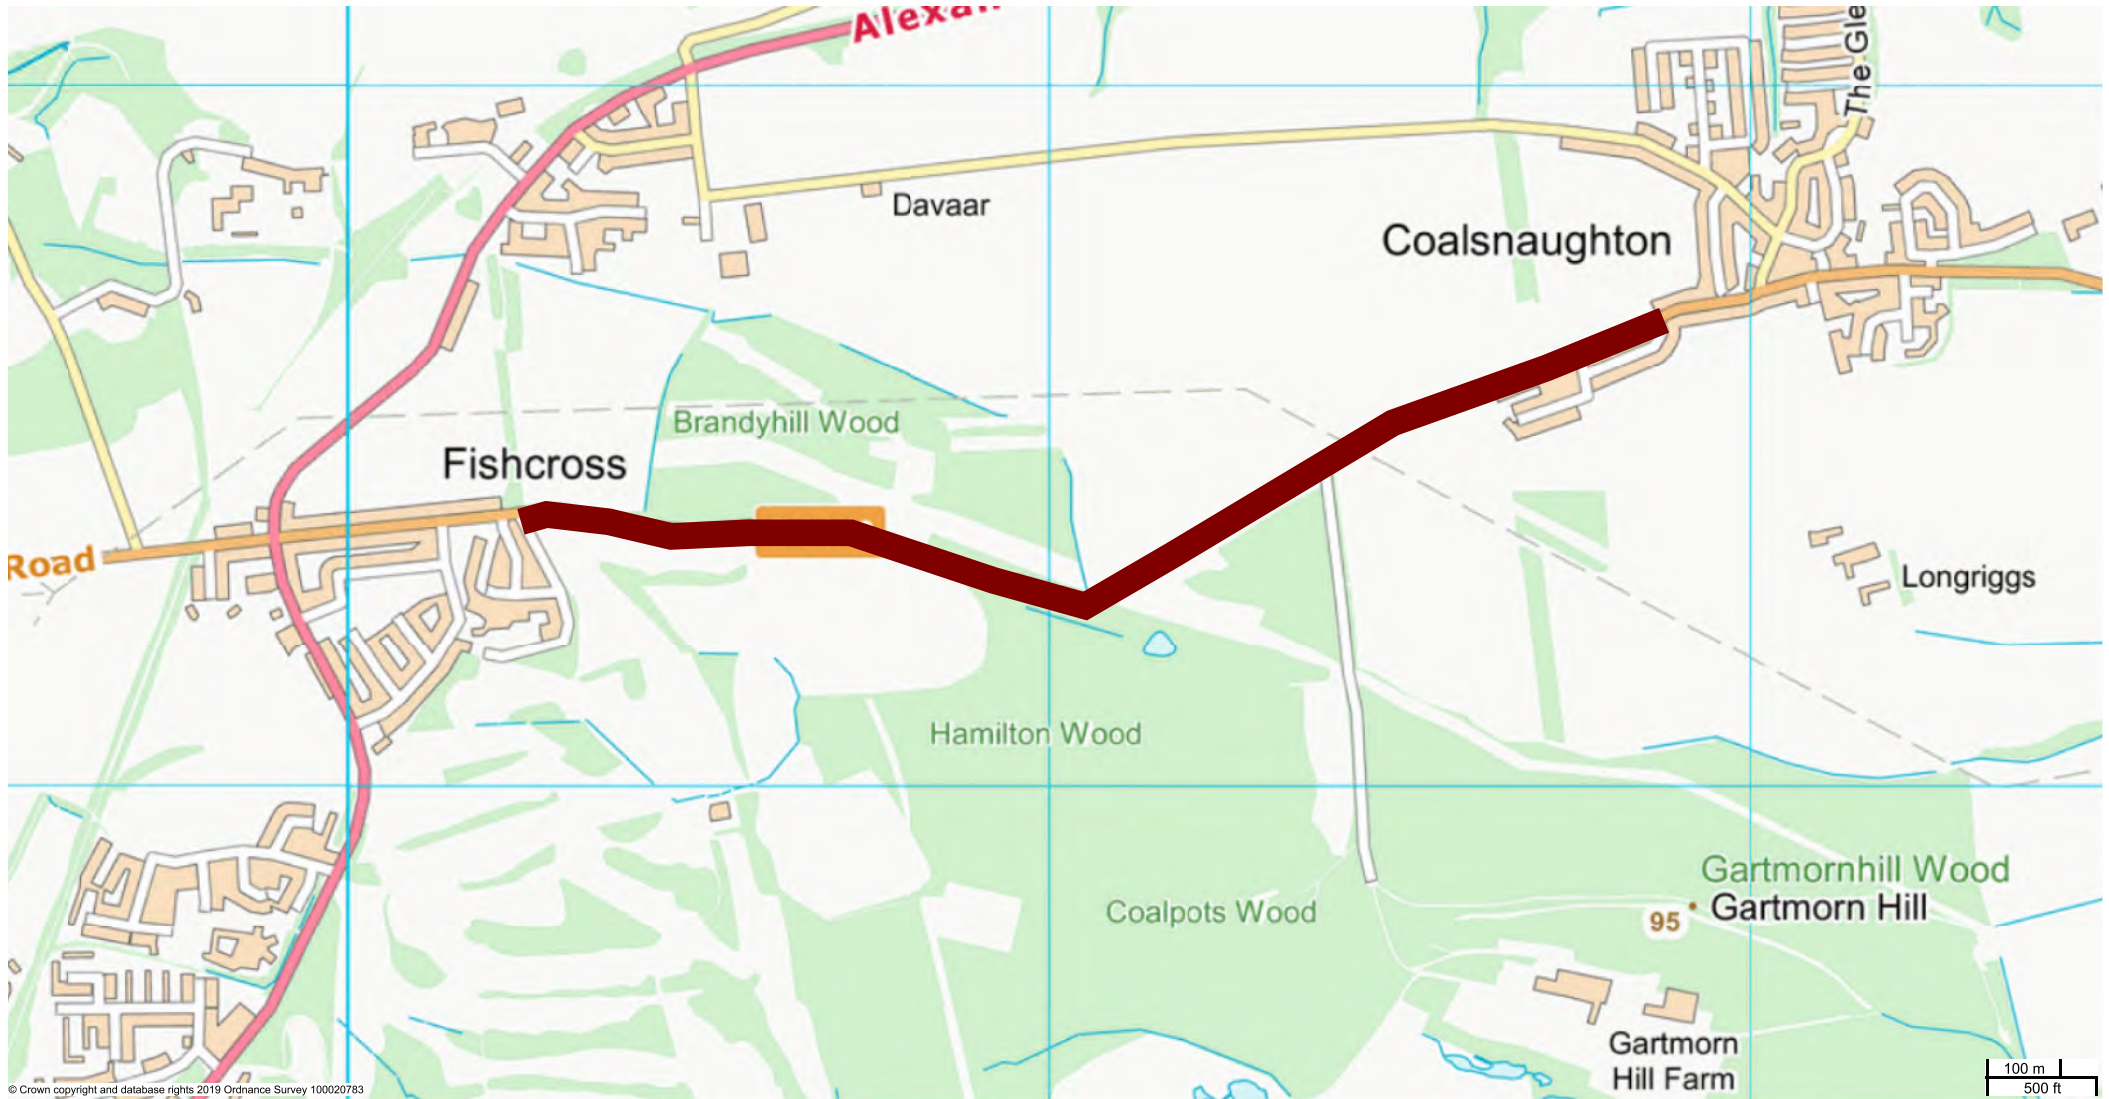 Alexan
The Gle
Davaar
Coalsnaughton
Brandyhill Wood
Fishcross
Road
Longriggs
Hamilton Wood
Gartmornhill Wood
95
Gartmorn Hill
Coalpots Wood
Gartmorn
Hill Farm
100 m
500 ft
© Crown copyright and database rights 2019 Ordnance Survey 100020783